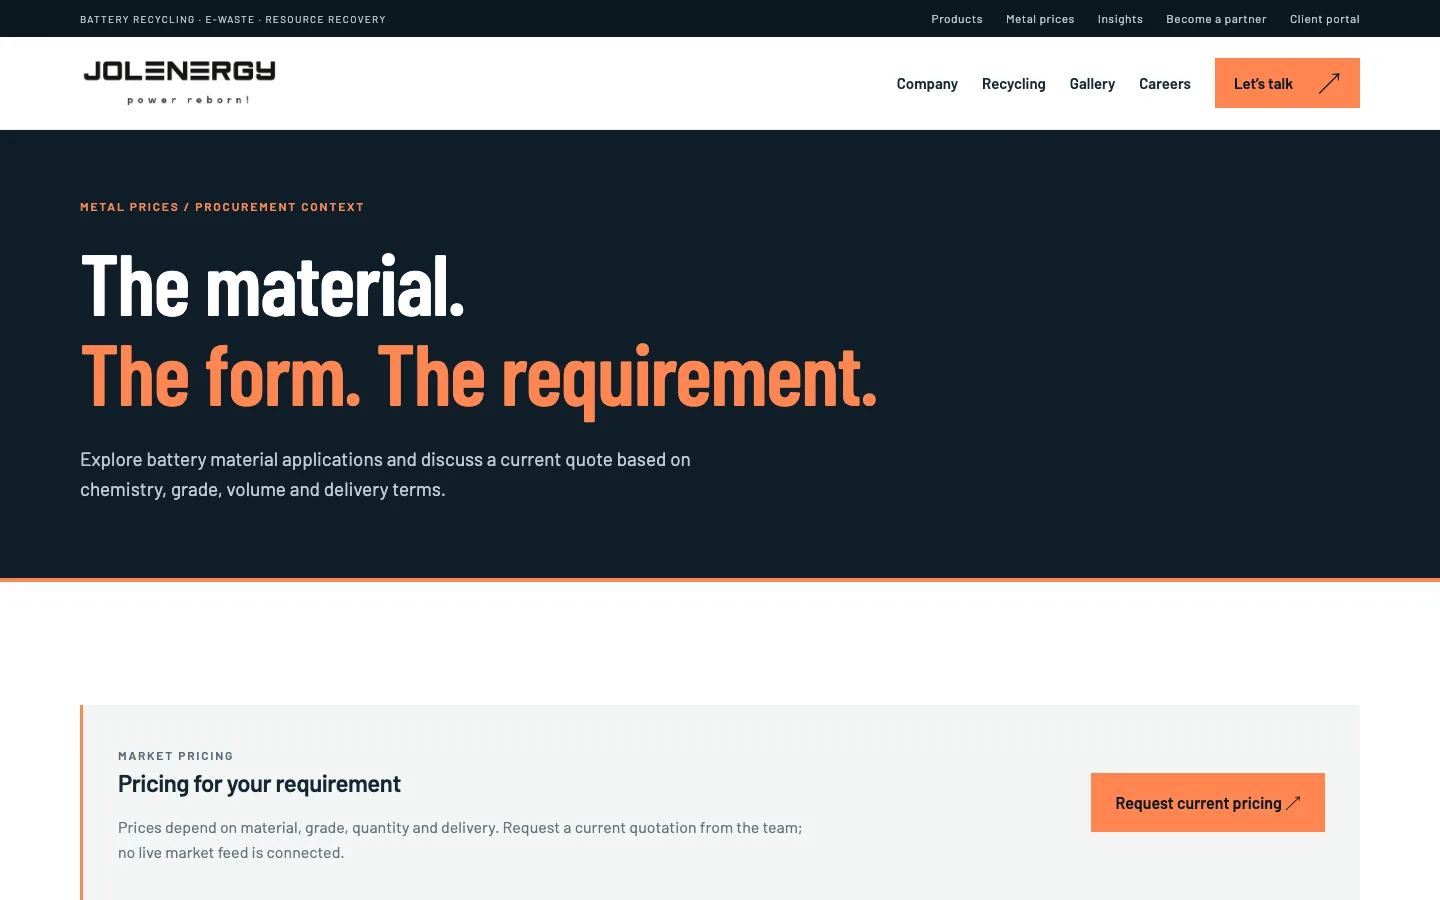 BATTERY RECYCLING · E-WASTE · RESOURCE RECOVERY
Products Metal prices Insights Become a partner Client portal
JOLENERGY
power reborn!
Company Recycling Gallery Careers Let's talk
METAL PRICES / PROCUREMENT CONTEXT
The material.
The form. The requirement.
Explore battery material applications and discuss a current quote based on
chemistry, grade, volume and delivery terms.
MARKET PRICING
Pricing for your requirement
Prices depend on material, grade, quantity and delivery. Request a current quotation from the team;
no live market feed is connected.
Request current pricing ↗